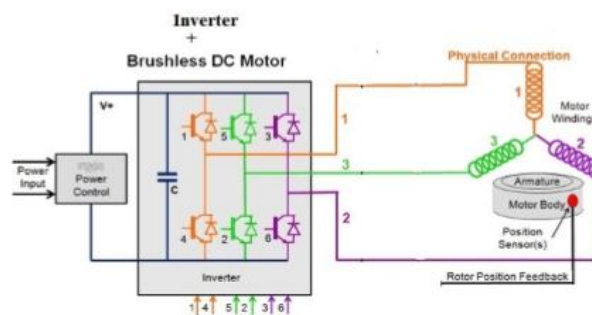 Inverter
+
Brushless DC Motor
V+
Power
Input
Power
Control
C
1
5
3
4
2
6
Inverter
1 4 5 2 3 6
1
3
2
Physical Connection
1
Motor
Winding
3
2
Armature
Motor Body
Position
Sensor(s)
Rotor Position Feedback